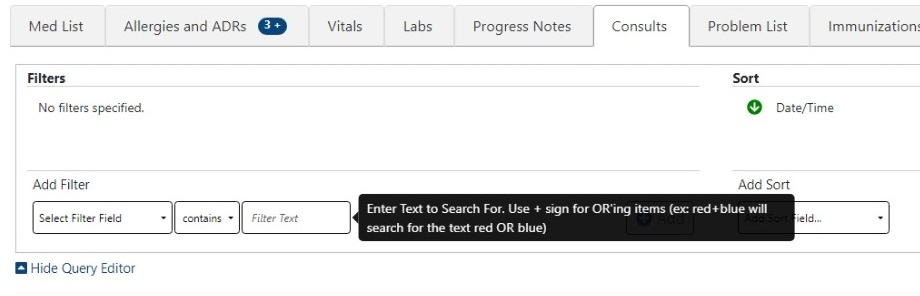 Med List Allergies and ADRs 3 + Vitals Labs Progress Notes Consults Problem List Immunizations
Filters Sort
No filters specified. Date/Time
Add Filter Add Sort
Select Filter Field contains Filter Text Add Add Sort Field...
Enter Text to Search For. Use + sign for OR'ing items (ex: red+blue will
search for the text red OR blue)
Hide Query Editor